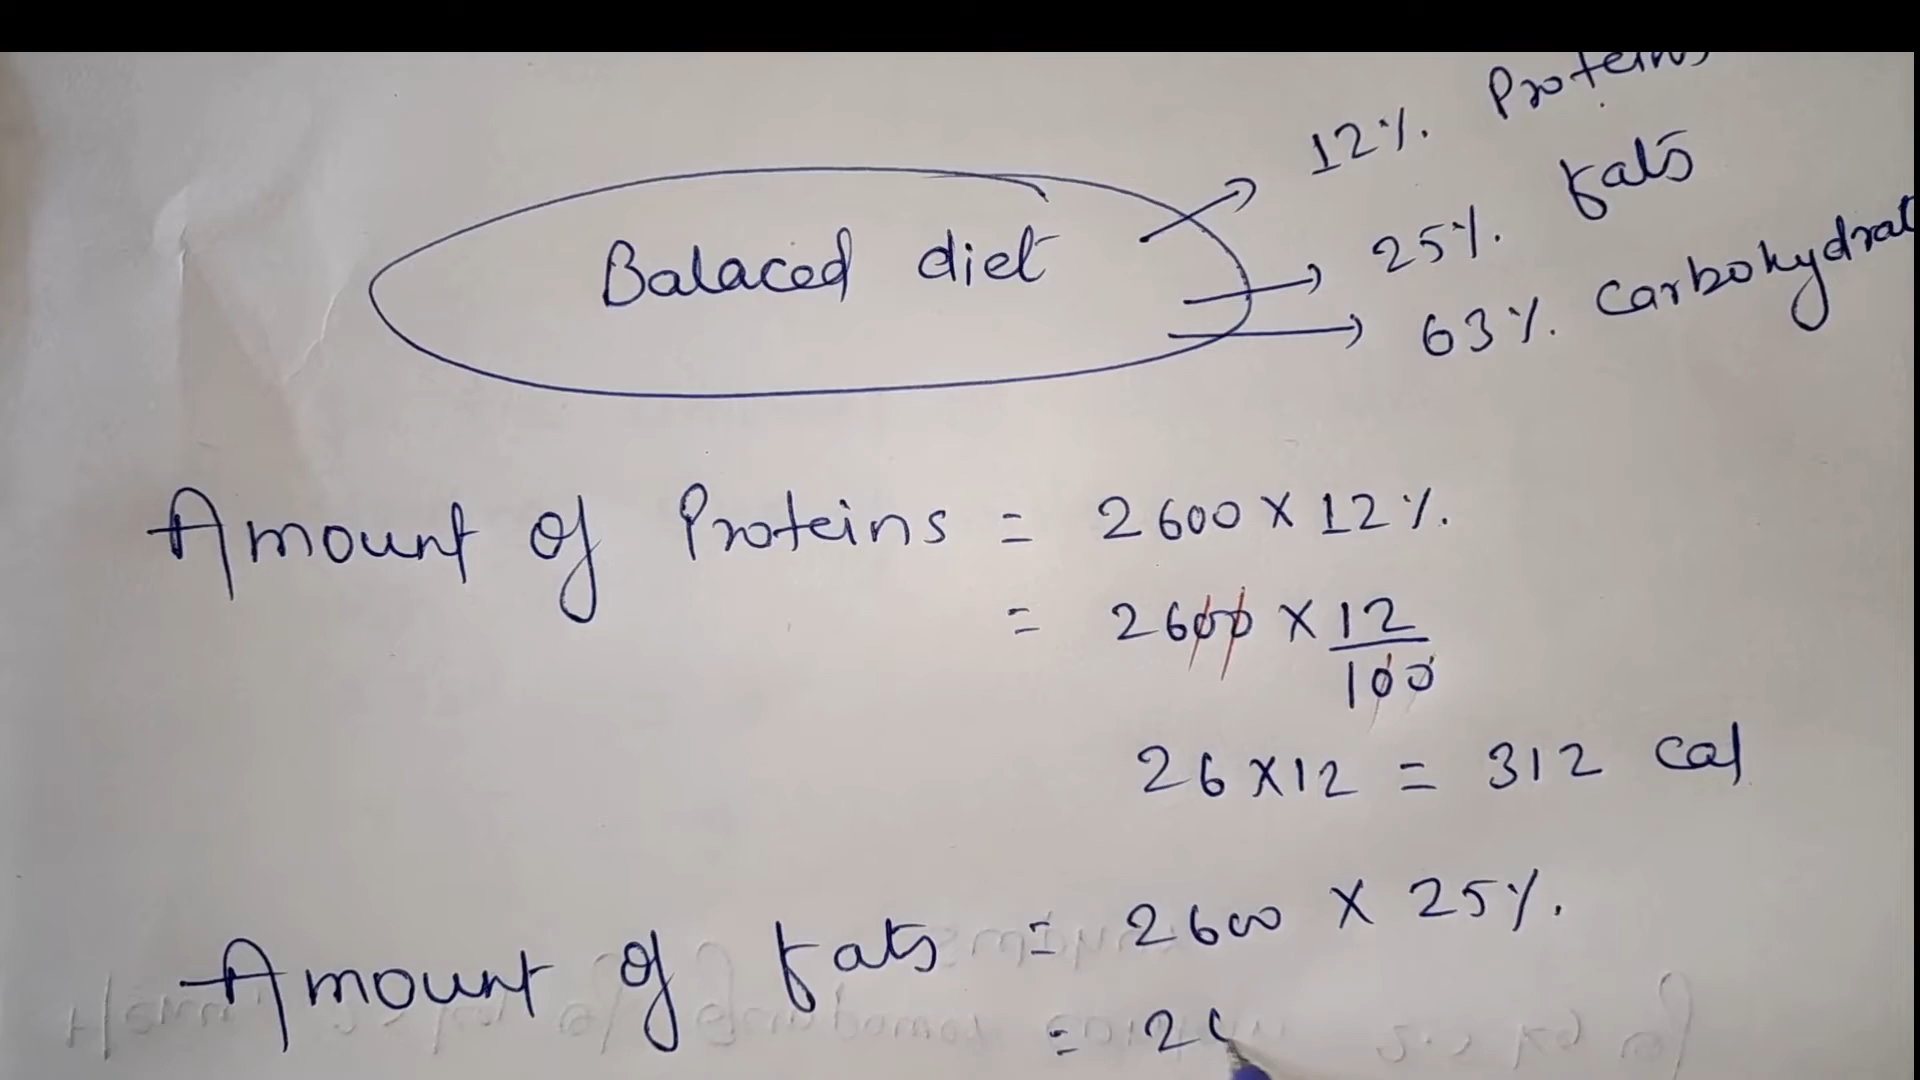 12%. Proteins
25%. fats
63%. Carbohydrat
Balaced diet
Amount of Proteins = 2600 X 12%.
= 2600 X 12/100
26 X 12 = 312 Cal
Amount of fats = 2600 X 25%.
= 2